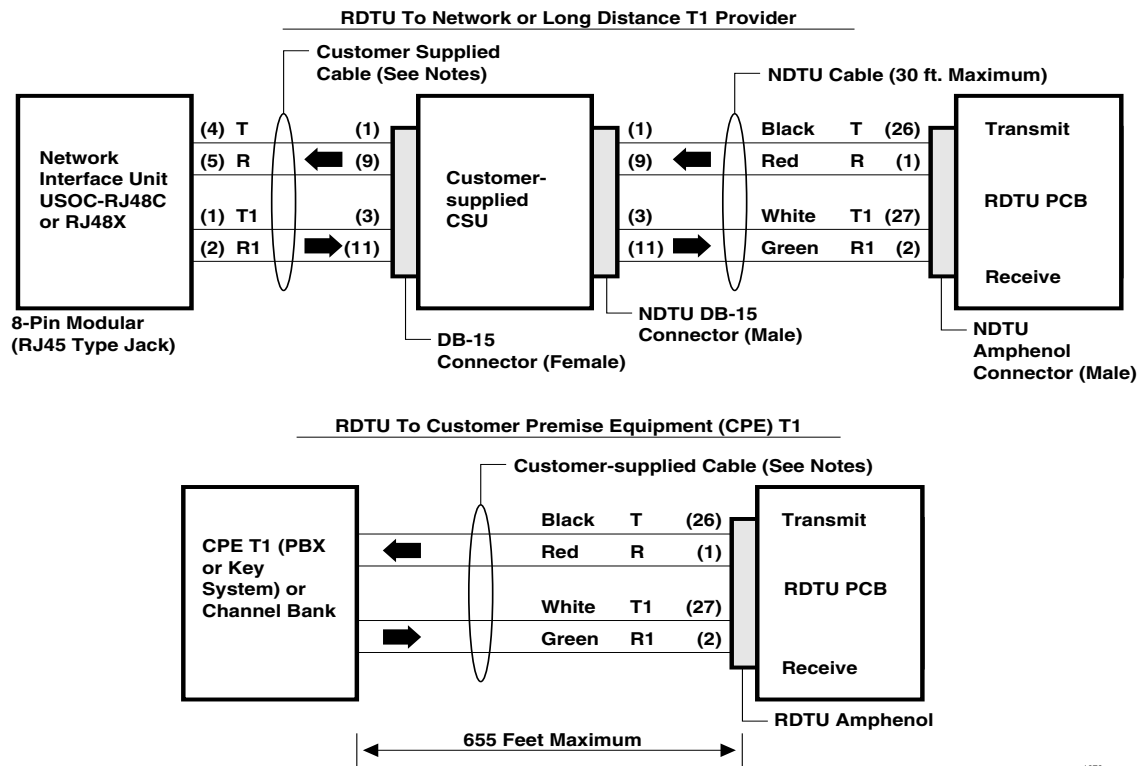 RDTU To Network or Long Distance T1 Provider
Customer Supplied
Cable (See Notes)
NDTU Cable (30 ft. Maximum)
(4) T (1) (1) Black T (26) Transmit
Network
Interface Unit
USOC-RJ48C
or RJ48X
(5) R (9) (9) Red R (1)
Customer-
supplied
CSU
RDTU PCB
(1) T1 (3) (3) White T1 (27)
(2) R1 (11) (11) Green R1 (2)
Receive
8-Pin Modular
(RJ45 Type Jack)
DB-15
Connector (Female)
NDTU DB-15
Connector (Male)
NDTU
Amphenol
Connector (Male)
RDTU To Customer Premise Equipment (CPE) T1
Customer-supplied Cable (See Notes)
Black T (26) Transmit
CPE T1 (PBX
or Key
System) or
Channel Bank
Red R (1)
RDTU PCB
White T1 (27)
Green R1 (2)
Receive
RDTU Amphenol
655 Feet Maximum